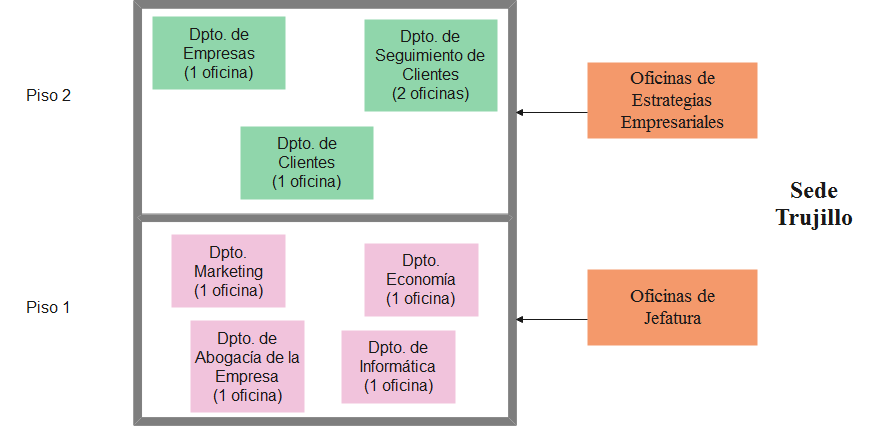 Piso 2
Dpto. de
Empresas
(1 oficina)
Dpto. de
Seguimiento de
Clientes
(2 oficinas)
Dpto. de
Clientes
(1 oficina)
Oficinas de
Estrategias
Empresariales
Sede
Trujillo
Piso 1
Dpto.
Marketing
(1 oficina)
Dpto.
Economía
(1 oficina)
Dpto. de
Abogacía de la
Empresa
(1 oficina)
Dpto. de
Informática
(1 oficina)
Oficinas de
Jefatura